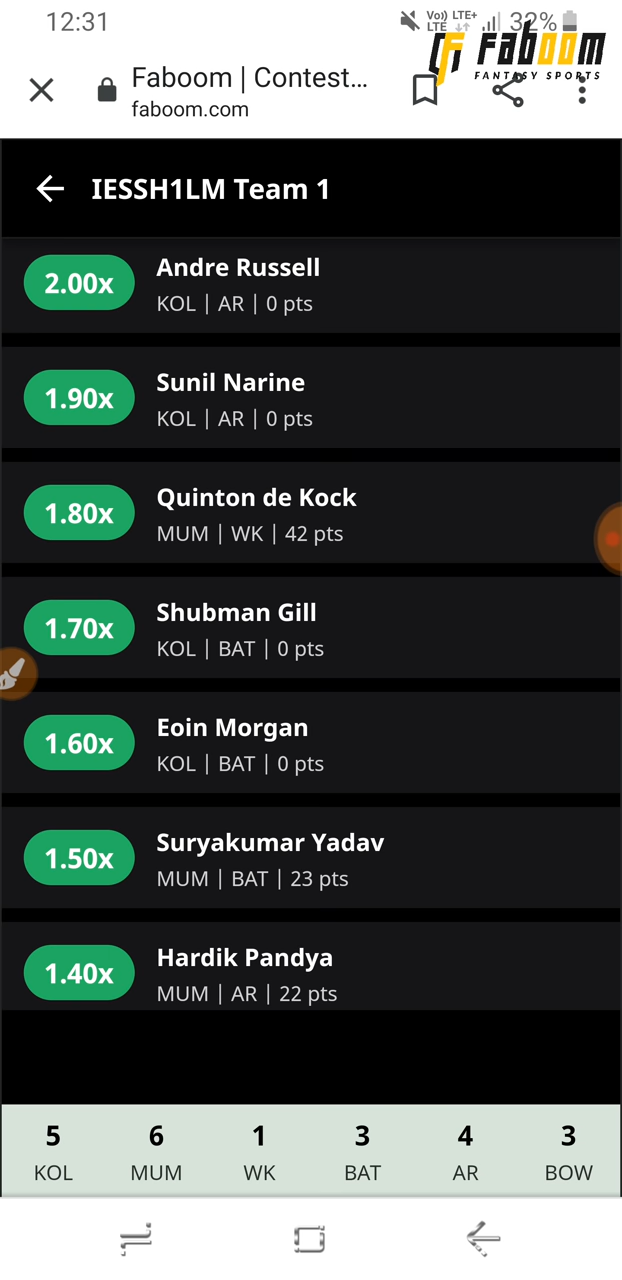 12:31
Vo) LTE+
LTE
32%
FabOOm
FANTASY SPORTS
Faboom | Contest...
faboom.com
IESSH1LM Team 1
2.00x
Andre Russell
KOL | AR | 0 pts
1.90x
Sunil Narine
KOL | AR | 0 pts
1.80x
Quinton de Kock
MUM | WK | 42 pts
1.70x
Shubman Gill
KOL | BAT | 0 pts
1.60x
Eoin Morgan
KOL | BAT | 0 pts
1.50x
Suryakumar Yadav
MUM | BAT | 23 pts
1.40x
Hardik Pandya
MUM | AR | 22 pts
5 6 1 3 4 3
KOL MUM WK BAT AR BOW